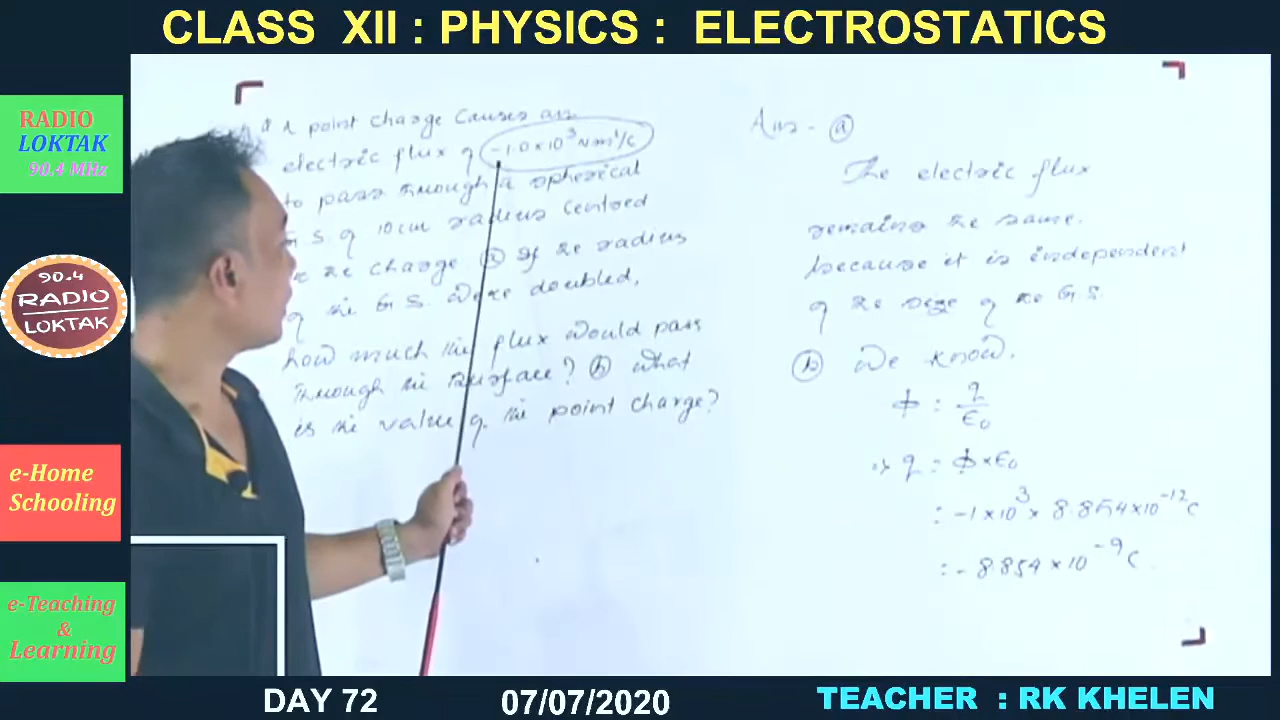 CLASS XII : PHYSICS : ELECTROSTATICS
RADIO
LOKTAK
90.4 MHz
90.4
RADIO
LOKTAK
e-Home
Schooling
e-Teaching
&
Learning
A point charge causes an
electric flux of -1.0×10³ Nm²/C
to pass through a spherical
G.S. of 10cm radius centred
the charge. (a) If the radius
of the G.S. were doubled,
how much the flux would pass
through the surface? (b) What
is the value of the point charge?
Ans - (a)
The electric flux
remains the same.
because it is independent
of the size of the G.S.
(b) We know,
ϕ = q/ε₀
⇒ q = ϕ×ε₀
= -1×10³ × 8.854×10⁻¹² C
= -8.854×10⁻⁹ C.
DAY 72
07/07/2020
TEACHER : RK KHELEN